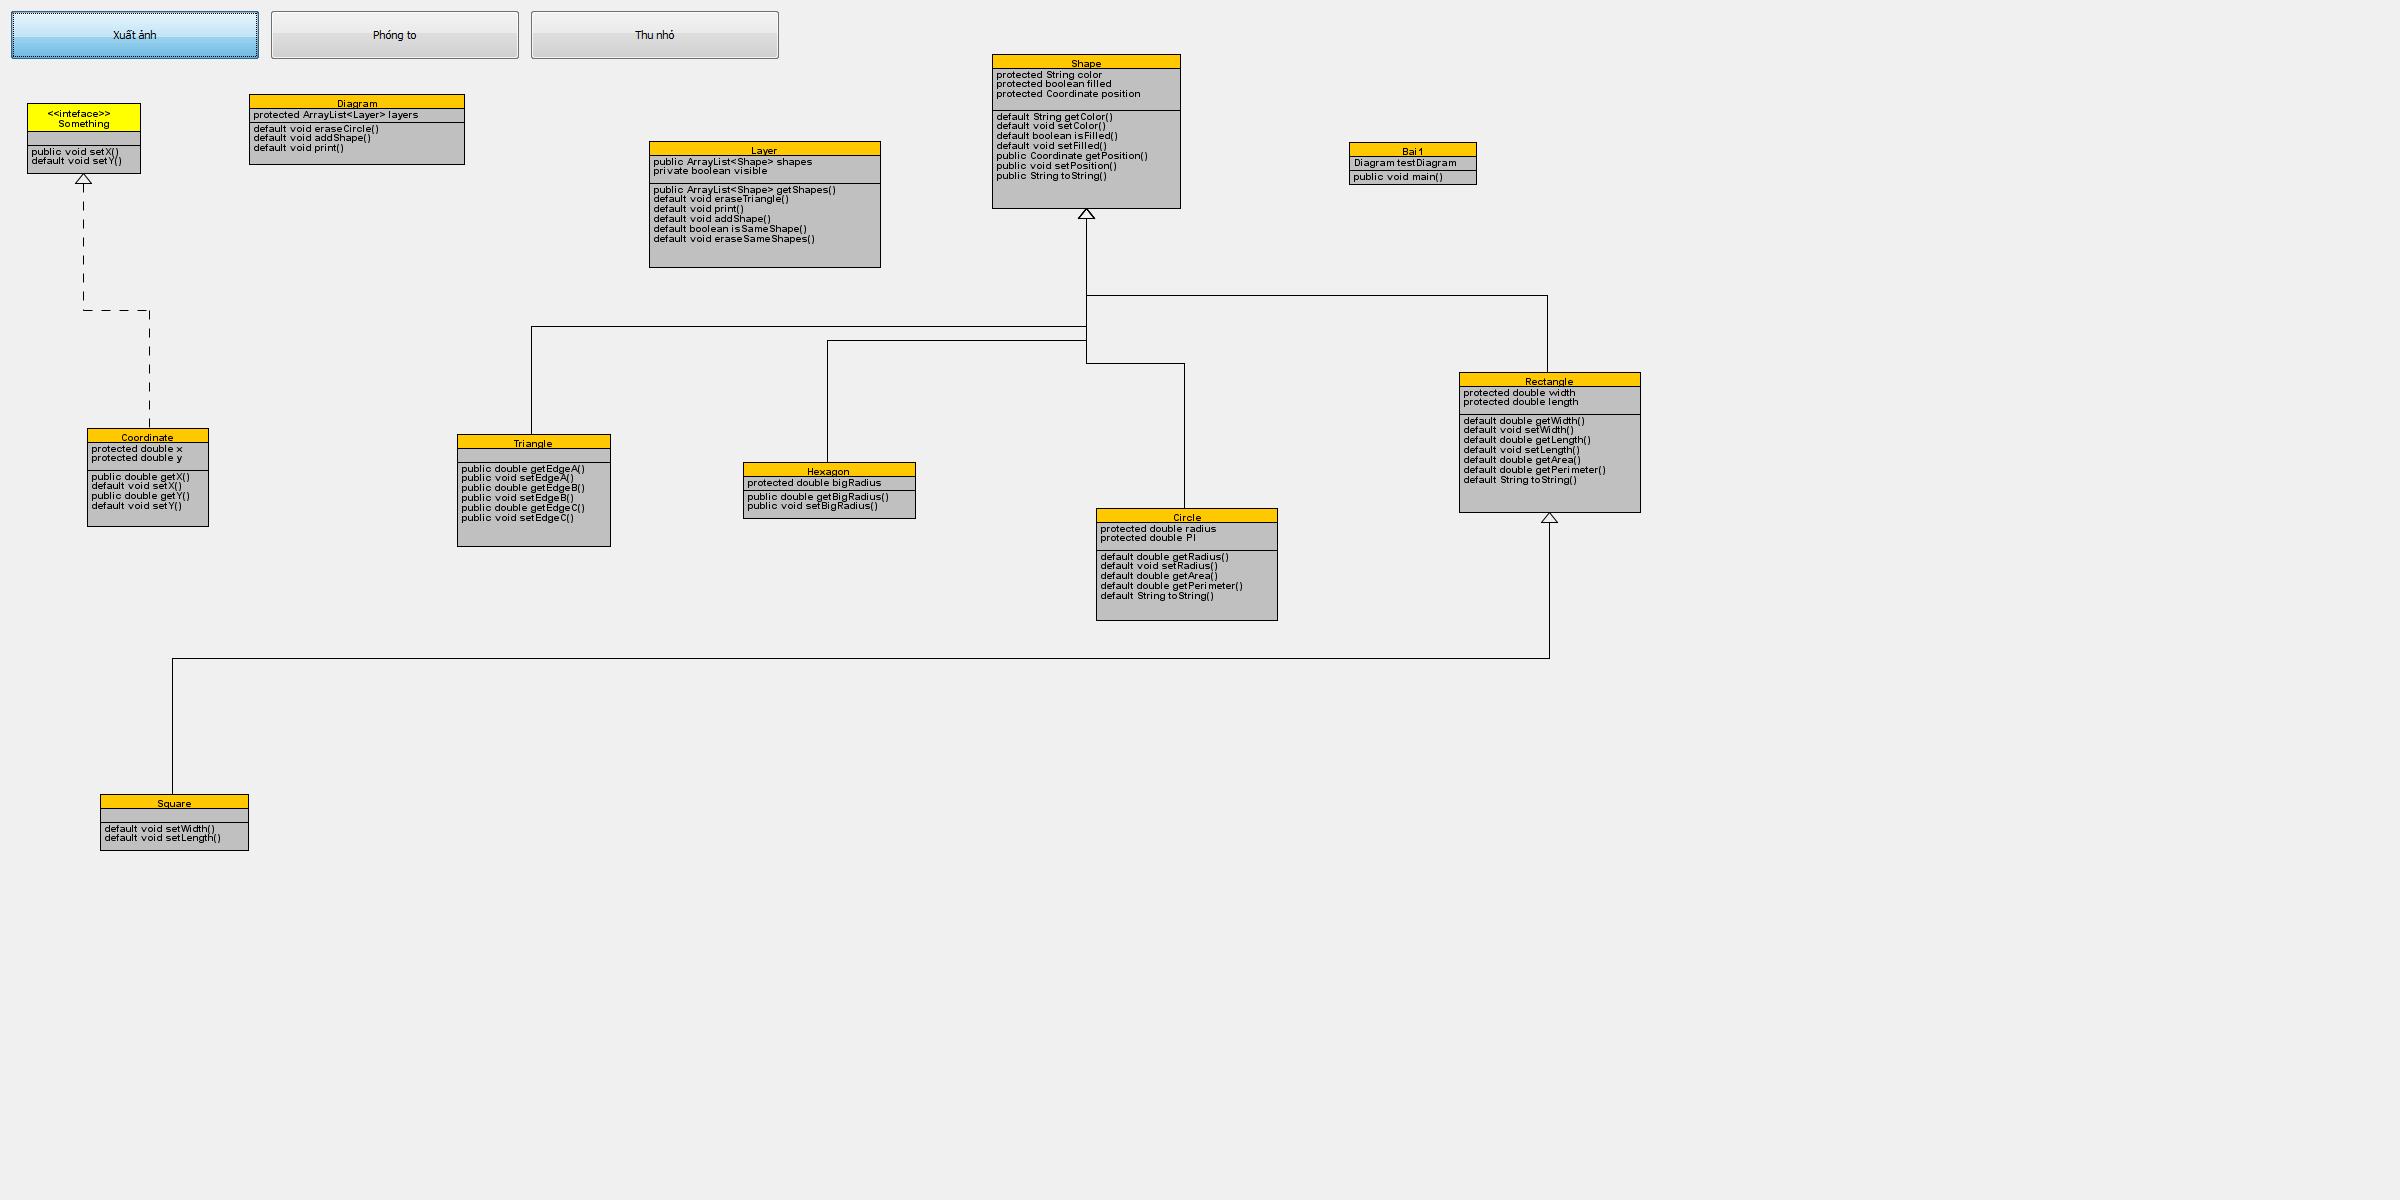 Xuất ảnh
Phóng to
Thu nhỏ
<<inteface>>
Something
public void setX()
default void setY()
Diagram
protected ArrayList<Layer> layers
default void eraseCircle()
default void addShape()
default void print()
Layer
public ArrayList<Shape> shapes
private boolean visible
public ArrayList<Shape> getShapes()
default void eraseTriangle()
default void print()
default void addShape()
default boolean isSameShape()
default void eraseSameShapes()
Shape
protected String color
protected boolean filled
protected Coordinate position
default String getColor()
default void setColor()
default boolean isFilled()
default void setFilled()
public Coordinate getPosition()
public void setPosition()
public String toString()
Bai1
Diagram testDiagram
public void main()
Coordinate
protected double x
protected double y
public double getX()
default void setX()
public double getY()
default void setY()
Triangle
public double getEdgeA()
public void setEdgeA()
public double getEdgeB()
public void setEdgeB()
public double getEdgeC()
public void setEdgeC()
Hexagon
protected double bigRadius
public double getBigRadius()
public void setBigRadius()
Circle
protected double radius
protected double PI
default double getRadius()
default void setRadius()
default double getArea()
default double getPerimeter()
default String toString()
Rectangle
protected double width
protected double length
default double getWidth()
default void setWidth()
default double getLength()
default void setLength()
default double getArea()
default double getPerimeter()
default String toString()
Square
default void setWidth()
default void setLength()